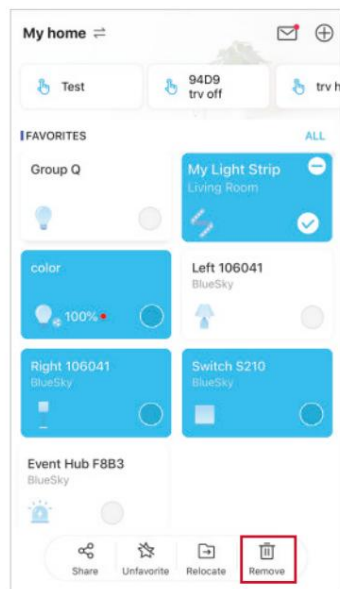 My home
Test
94D9
trv off
trv h
FAVORITES
ALL
Group Q
My Light Strip
Living Room
color
100%
Left 106041
BlueSky
Right 106041
BlueSky
Switch S210
BlueSky
Event Hub F8B3
BlueSky
Share
Unfavorite
Relocate
Remove